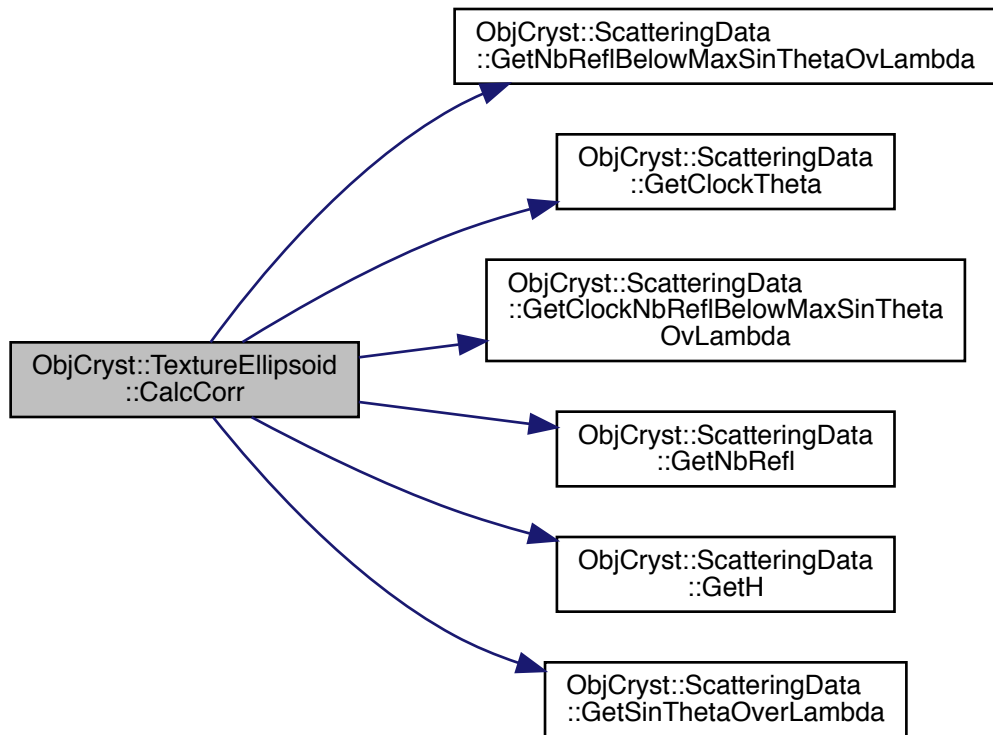 ObjCryst::ScatteringData
::GetNbReflBelowMaxSinThetaOvLambda
ObjCryst::ScatteringData
::GetClockTheta
ObjCryst::ScatteringData
::GetClockNbReflBelowMaxSinTheta
OvLambda
ObjCryst::TextureEllipsoid
::CalcCorr
ObjCryst::ScatteringData
::GetNbRefl
ObjCryst::ScatteringData
::GetH
ObjCryst::ScatteringData
::GetSinThetaOverLambda